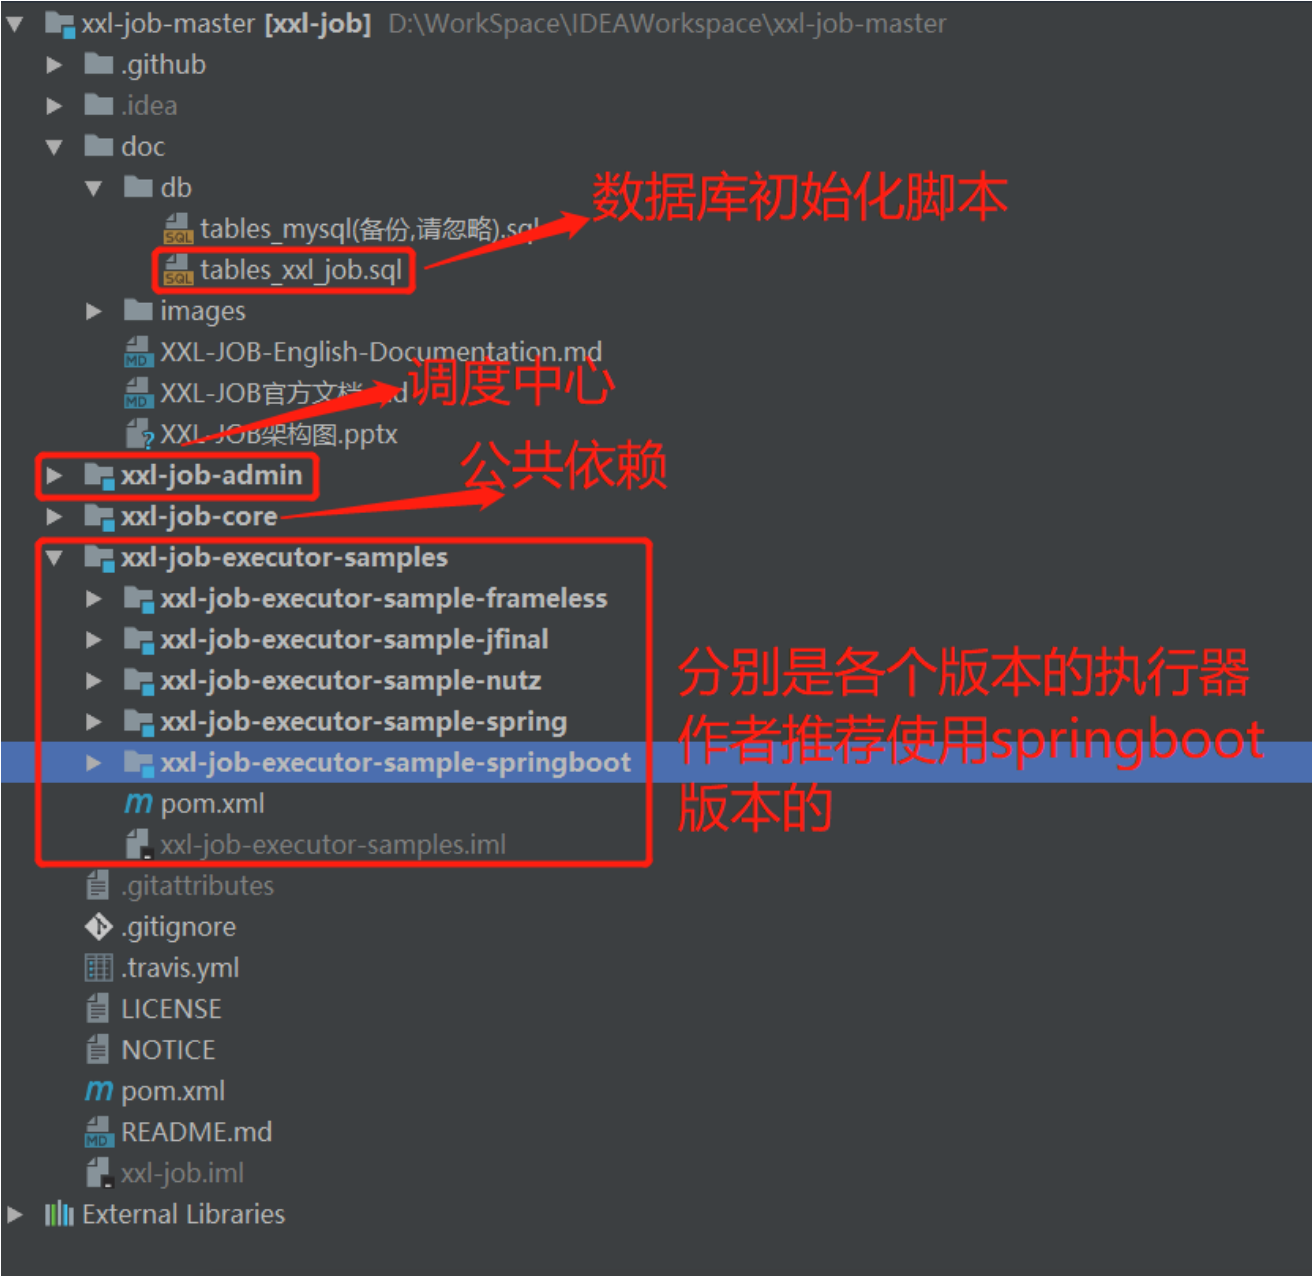 xxl-job-master [xxl-job] D:\WorkSpace\IDEAWorkspace\xxl-job-master
.github
.idea
doc
db
数据库初始化脚本
tables_mysql(备份,请忽略).sql
SQL
tables_xxl_job.sql
SQL
images
XXL-JOB-English-Documentation.md
MD
调度中心
XXL-JOB官方文档.md
MD
XXL-JOB架构图.pptx
公共依赖
xxl-job-admin
xxl-job-core
xxl-job-executor-samples
xxl-job-executor-sample-frameless
xxl-job-executor-sample-jfinal
xxl-job-executor-sample-nutz
xxl-job-executor-sample-spring
xxl-job-executor-sample-springboot
分别是各个版本的执行器
作者推荐使用springboot
版本的
m pom.xml
xxl-job-executor-samples.iml
.gitattributes
.gitignore
.travis.yml
LICENSE
NOTICE
m pom.xml
README.md
MD
xxl-job.iml
External Libraries